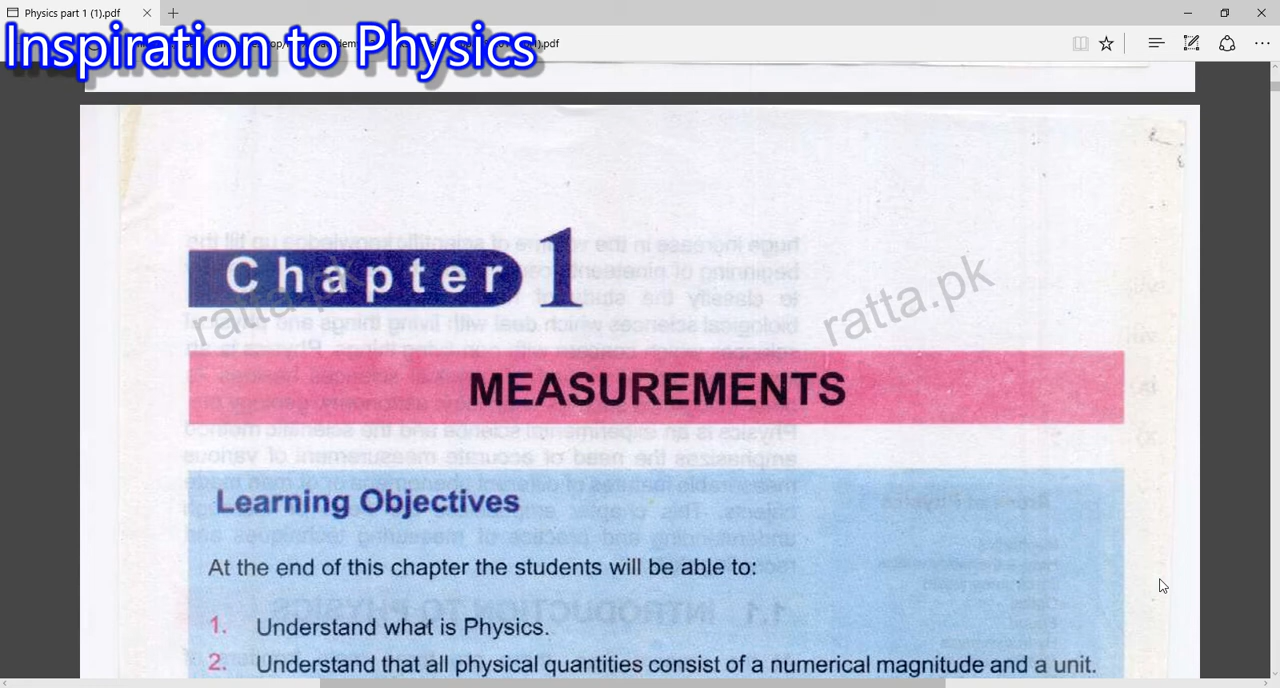 Physics part 1 (1).pdf
Inspiration to Physics
1).pdf
Chapter 1
ratta.pk
ratta.pk
MEASUREMENTS
Learning Objectives
At the end of this chapter the students will be able to:
1. Understand what is Physics.
2. Understand that all physical quantities consist of a numerical magnitude and a unit.